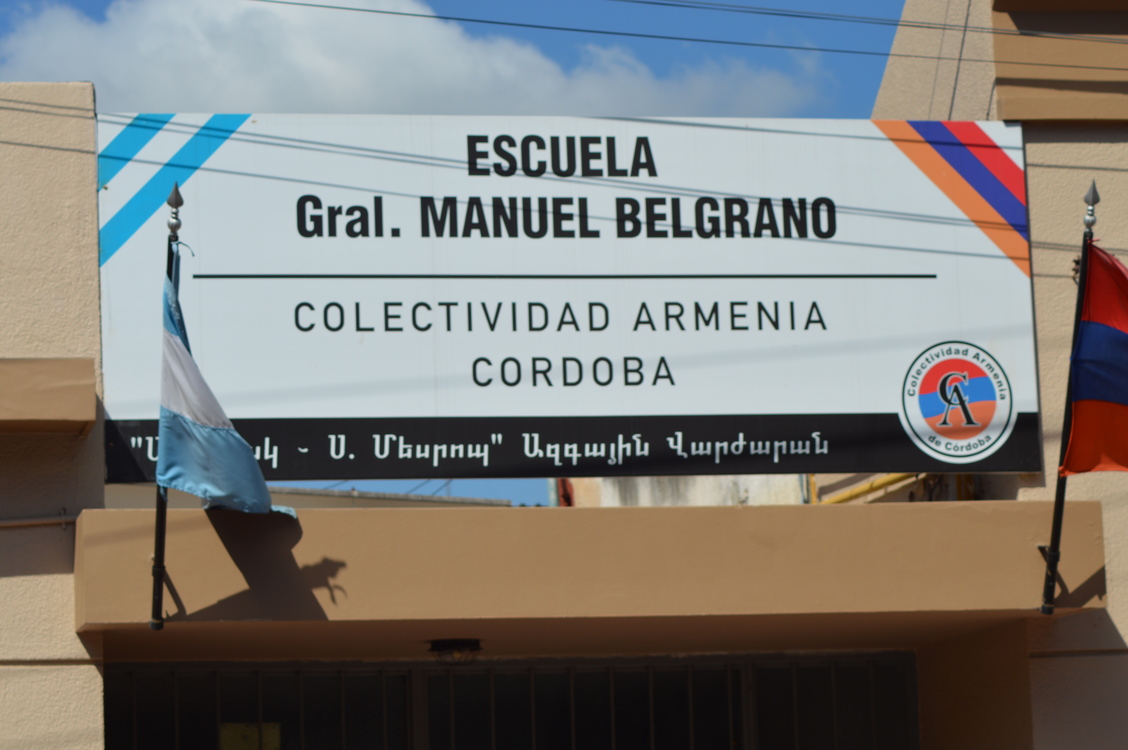 ESCUELA
Gral. MANUEL BELGRANO
COLECTIVIDAD ARMENIA
CORDOBA
- Ս. Մեսրոպ" Ազգային Վարժարան
Colectividad Armenia
CA
de Córdoba